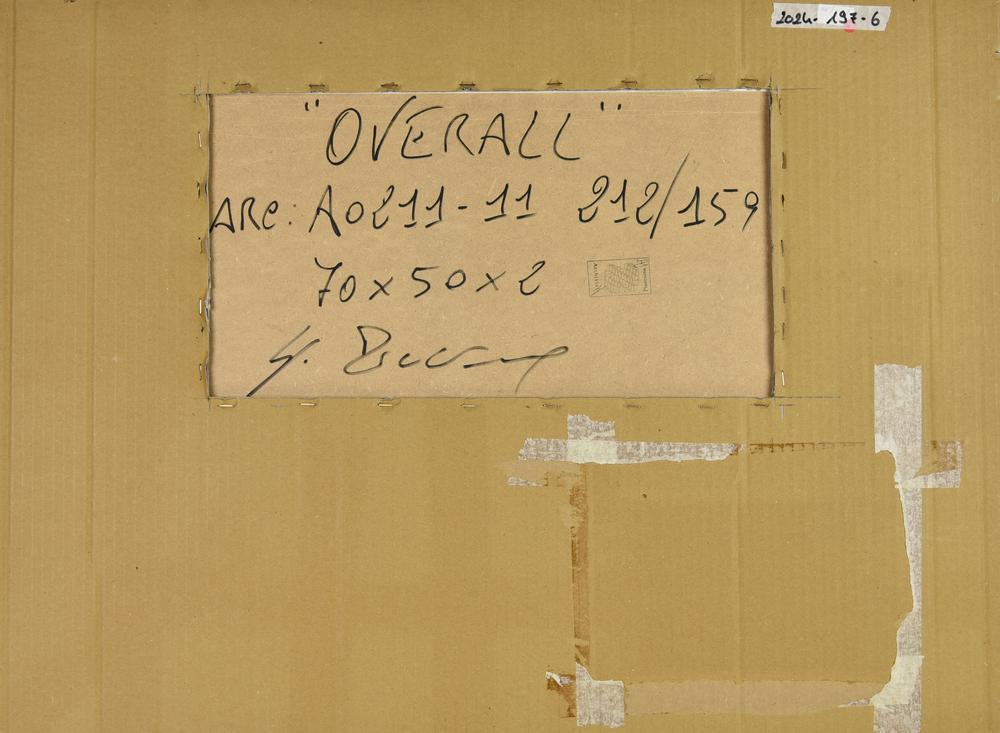 2024-197-6
"OVERALL"
ARC: A0211-11 212/159
70x50x2